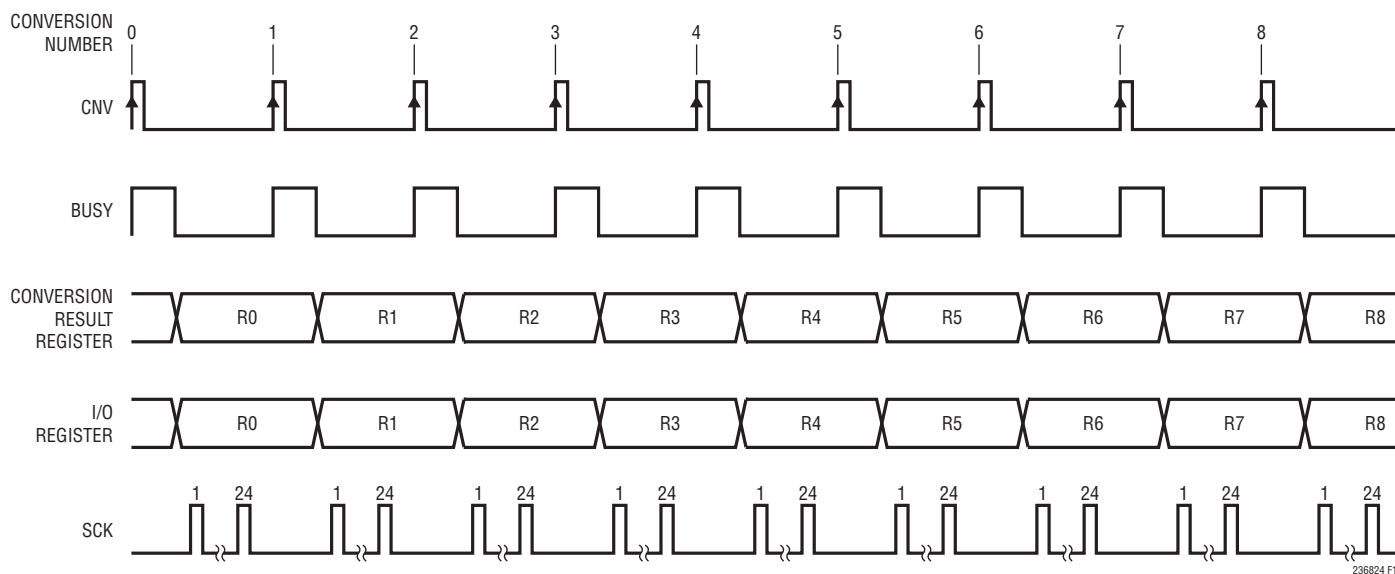 CONVERSION
NUMBER
0 1 2 3 4 5 6 7 8
CNV
BUSY
CONVERSION
RESULT
REGISTER
R0 R1 R2 R3 R4 R5 R6 R7 R8
I/O
REGISTER
R0 R1 R2 R3 R4 R5 R6 R7 R8
1 24 1 24 1 24 1 24 1 24 1 24 1 24 1 24 1 24
SCK
236824 F1